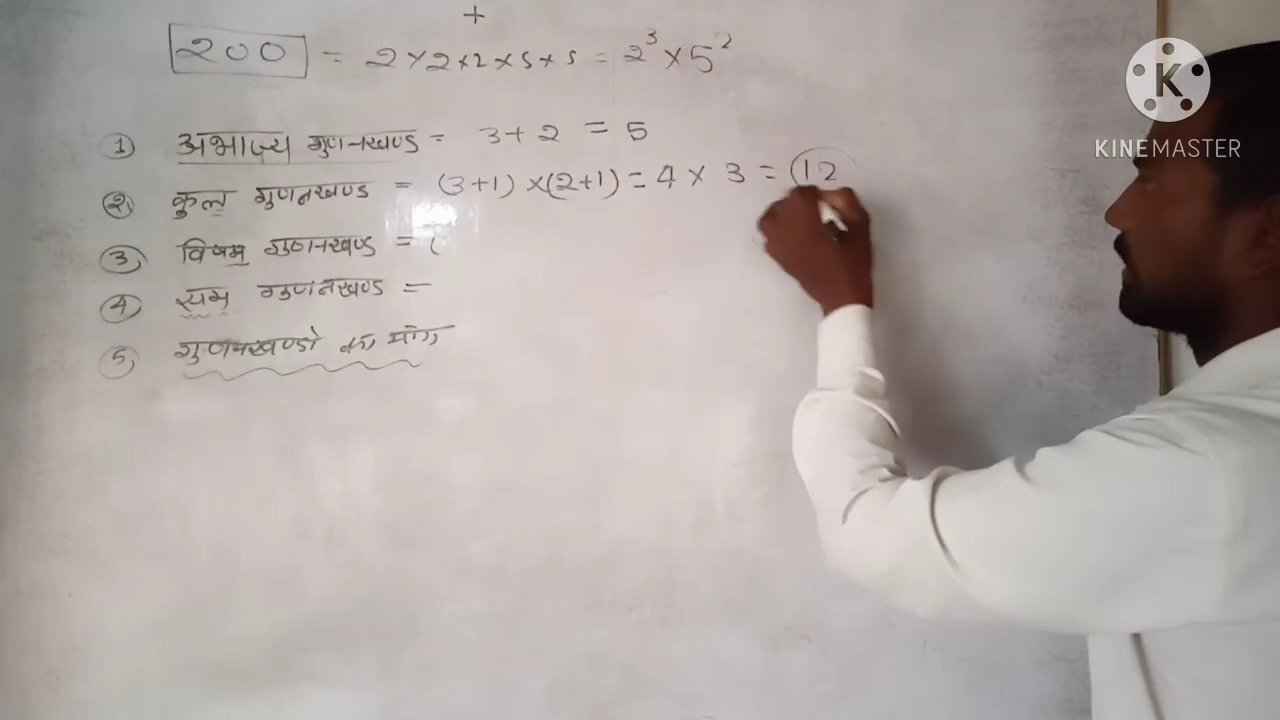 +
200 = 2×2×2×5×5 = 2³×5²
① अभाज्य गुणनखण्ड = 3+2 = 5
② कुल गुणनखण्ड = (3+1)×(2+1) = 4×3 = 12
③ विषम गुणनखण्ड = (
④ सम गुणनखण्ड =
⑤ गुणनखण्डो का योग
K
KINEMASTER